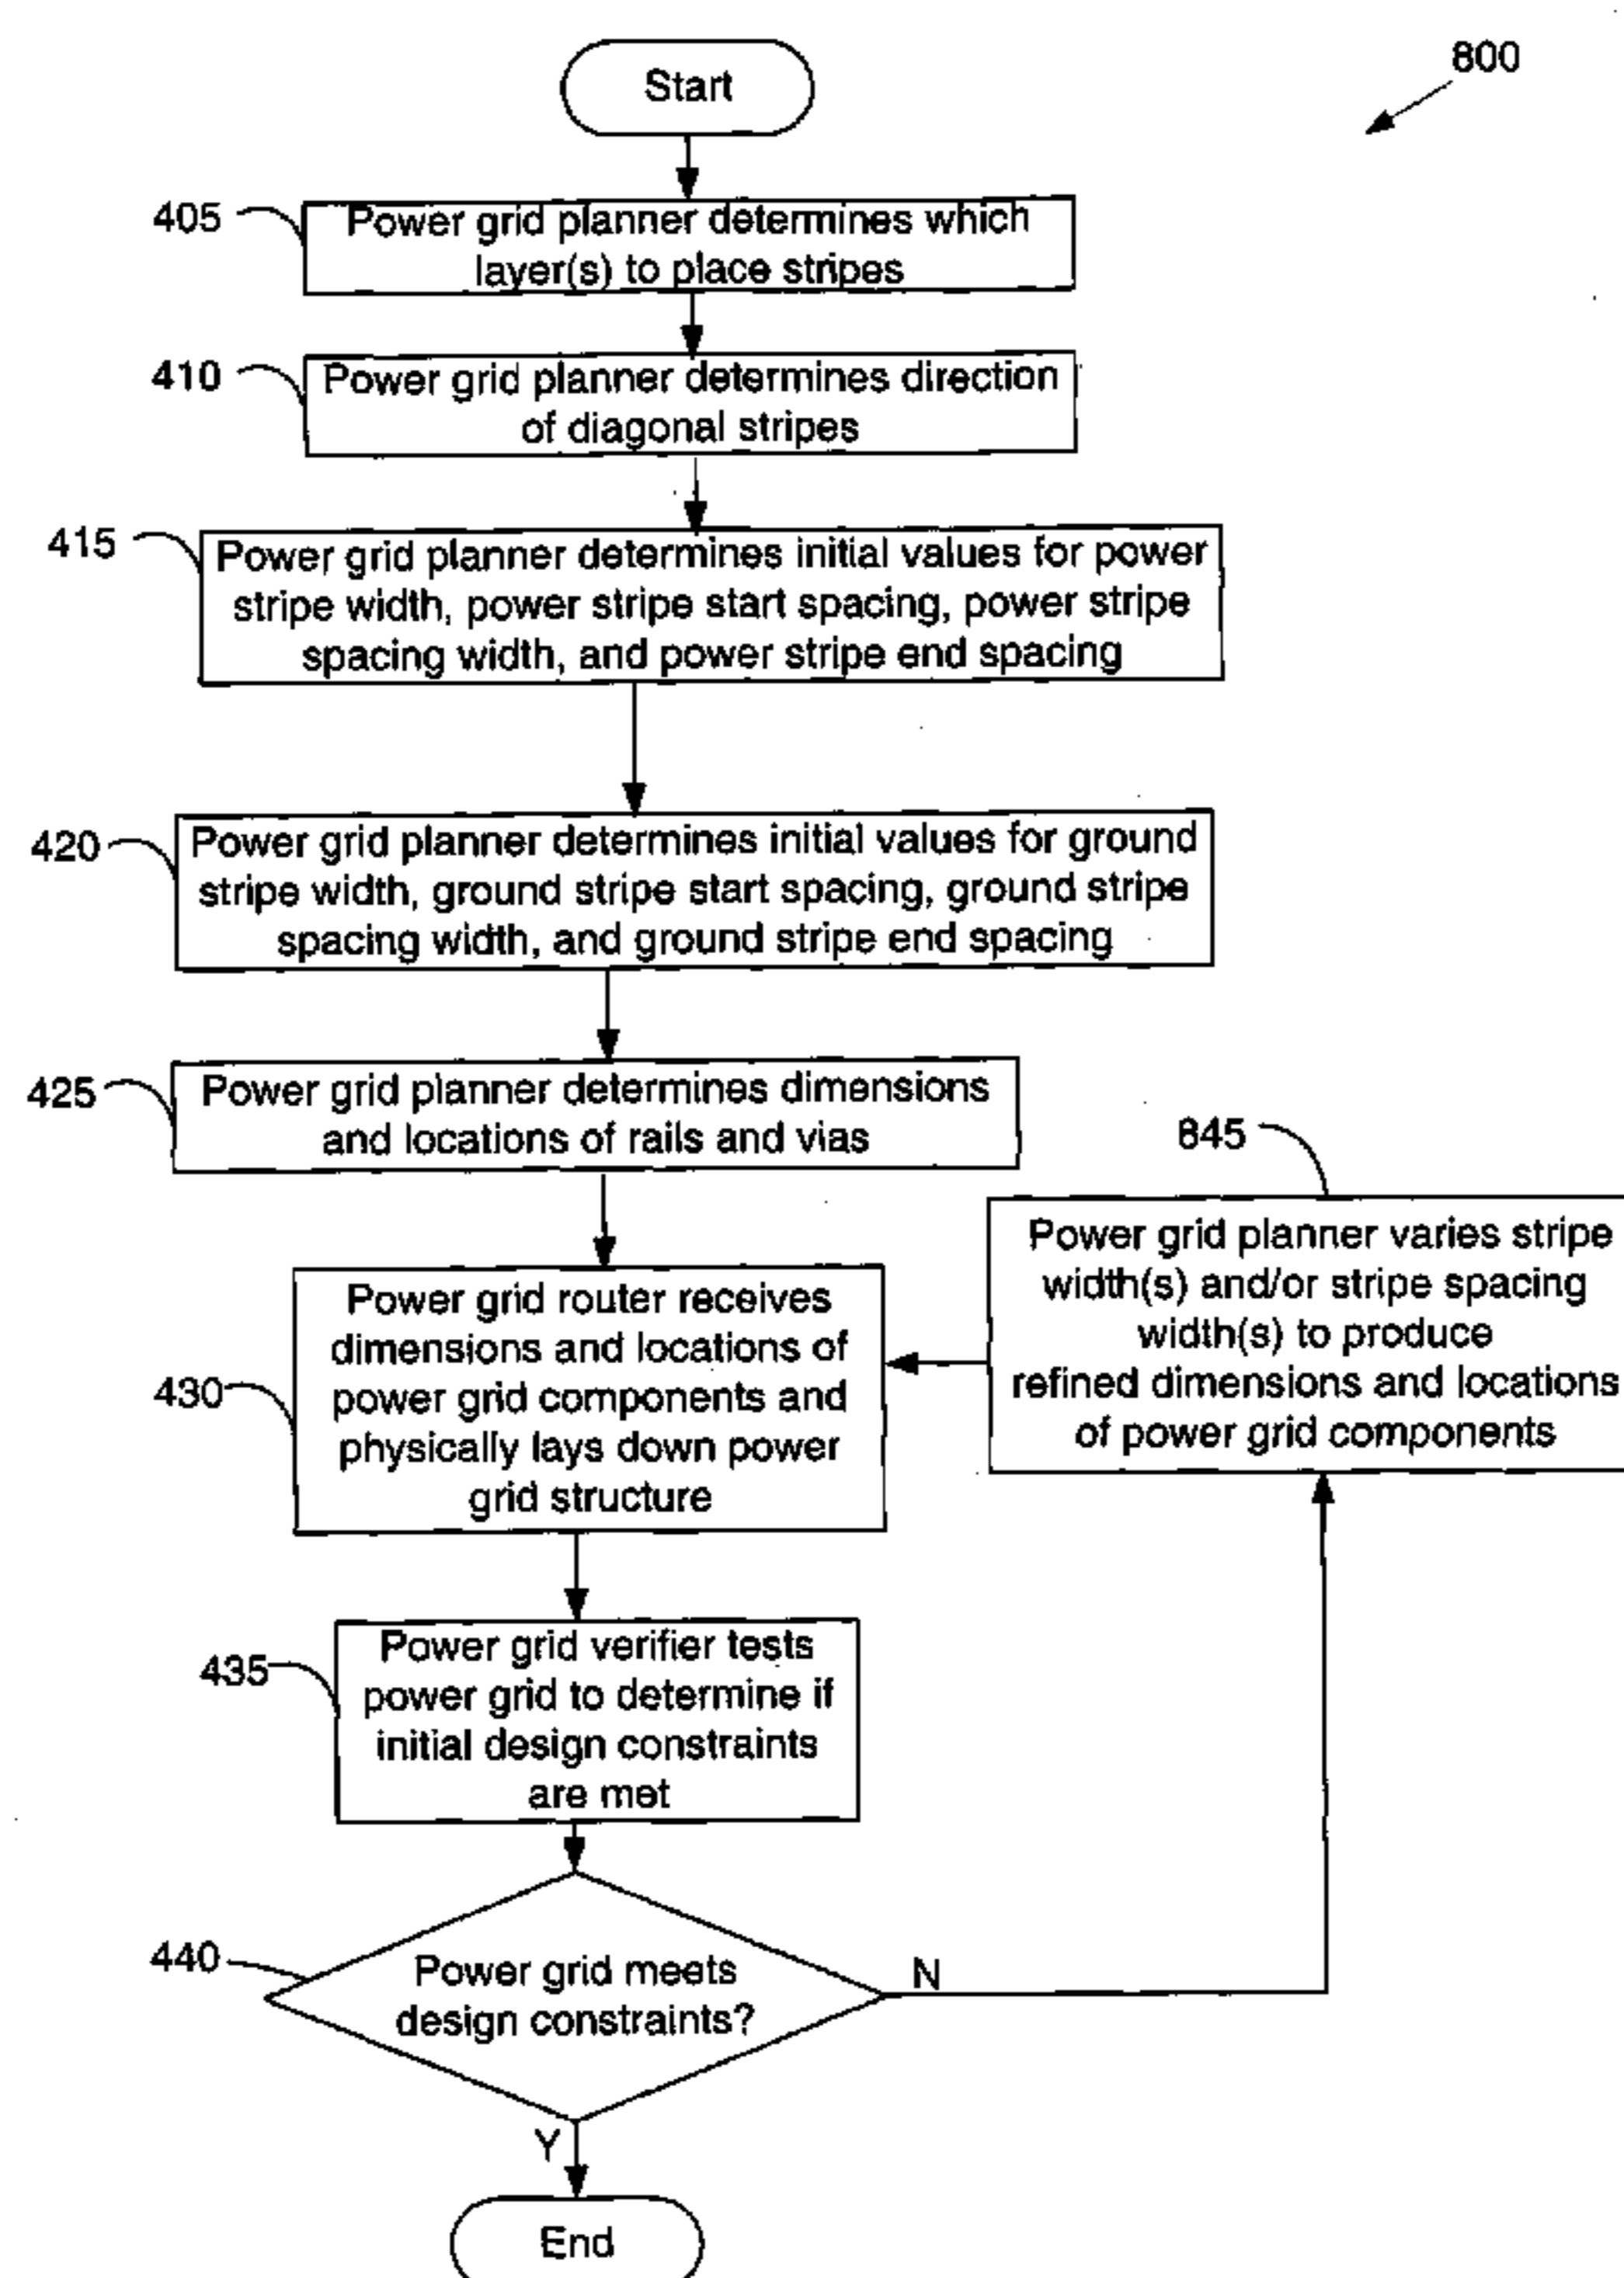 800
Start
405
Power grid planner determines which
layer(s) to place stripes
410
Power grid planner determines direction
of diagonal stripes
415
Power grid planner determines initial values for power
stripe width, power stripe start spacing, power stripe
spacing width, and power stripe end spacing
420
Power grid planner determines initial values for ground
stripe width, ground stripe start spacing, ground stripe
spacing width, and ground stripe end spacing
425
Power grid planner determines dimensions
and locations of rails and vias
845
Power grid planner varies stripe
width(s) and/or stripe spacing
width(s) to produce
refined dimensions and locations
of power grid components
430
Power grid router receives
dimensions and locations of
power grid components and
physically lays down power
grid structure
435
Power grid verifier tests
power grid to determine if
initial design constraints
are met
440
Power grid meets
design constraints?
N
Y
End